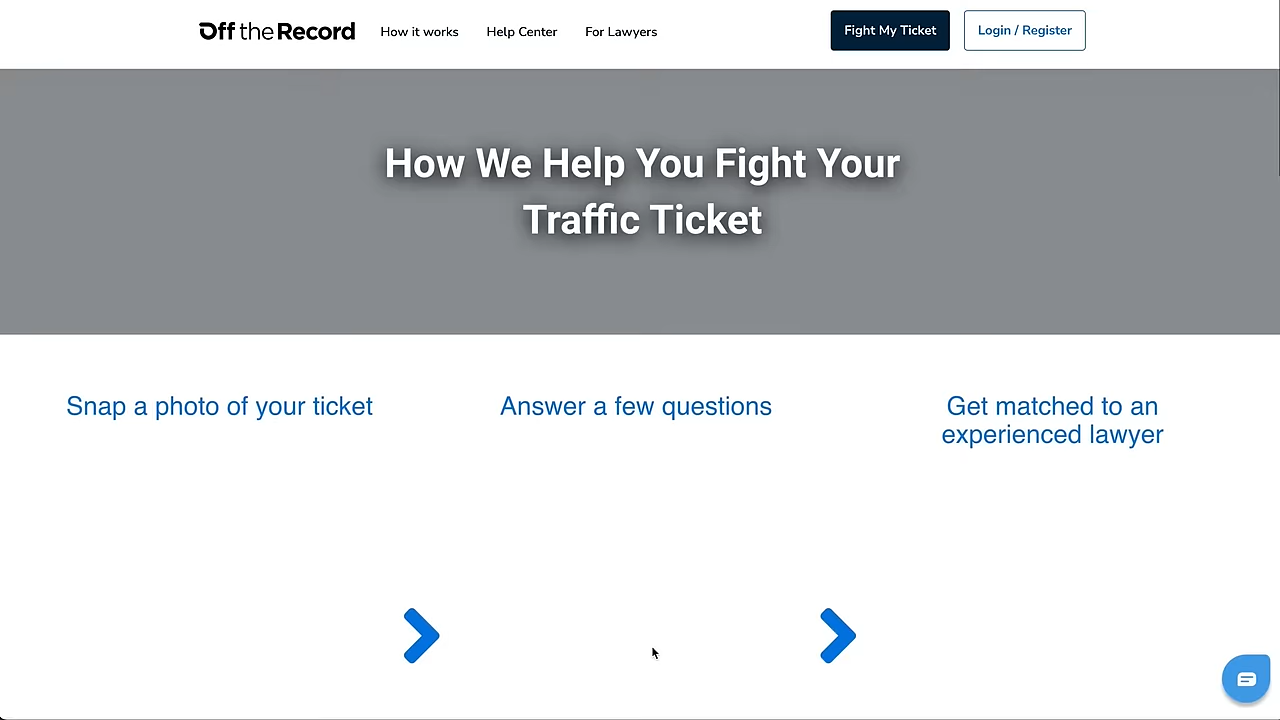 Off the Record
How it works
Help Center
For Lawyers
Fight My Ticket
Login / Register
How We Help You Fight Your
Traffic Ticket
Snap a photo of your ticket
Answer a few questions
Get matched to an
experienced lawyer